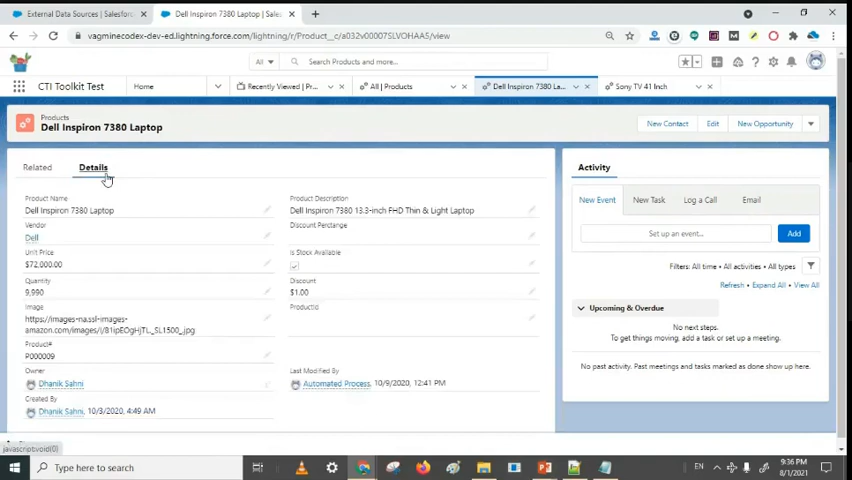 External Data Sources | Salesforc
Dell Inspiron 7380 Laptop | Sales
vagminecodex-dev-ed.lightning.force.com/lightning/r/Product__c/a032v00007SLVOHAA5/view
All
Search Products and more...
CTI Toolkit Test
Home
Recently Viewed | Pr...
All | Products
Dell Inspiron 7380 La...
Sony TV 41 Inch
Products
Dell Inspiron 7380 Laptop
New Contact
Edit
New Opportunity
Related
Details
Product Name
Dell Inspiron 7380 Laptop
Product Description
Dell Inspiron 7380 13.3-inch FHD Thin & Light Laptop
Vendor
Dell
Discount Perctange
Unit Price
$72,000.00
Is Stock Available
Quantity
9,990
Discount
$1.00
Image
https://images-na.ssl-images-
amazon.com/images/I/81ipEOgHjTL._SL1500_.jpg
ProductId
Product#
P000009
Owner
Dhanik Sahni
Last Modified By
Automated Process, 10/9/2020, 12:41 PM
Created By
Dhanik Sahni, 10/3/2020, 4:49 AM
Activity
New Event
New Task
Log a Call
Email
Set up an event...
Add
Filters: All time • All activities • All types
Refresh • Expand All • View All
Upcoming & Overdue
No next steps.
To get things moving, add a task or set up a meeting.
No past activity. Past meetings and tasks marked as done show up here.
javascript:void(0)
Type here to search
EN
9:36 PM
8/1/2021